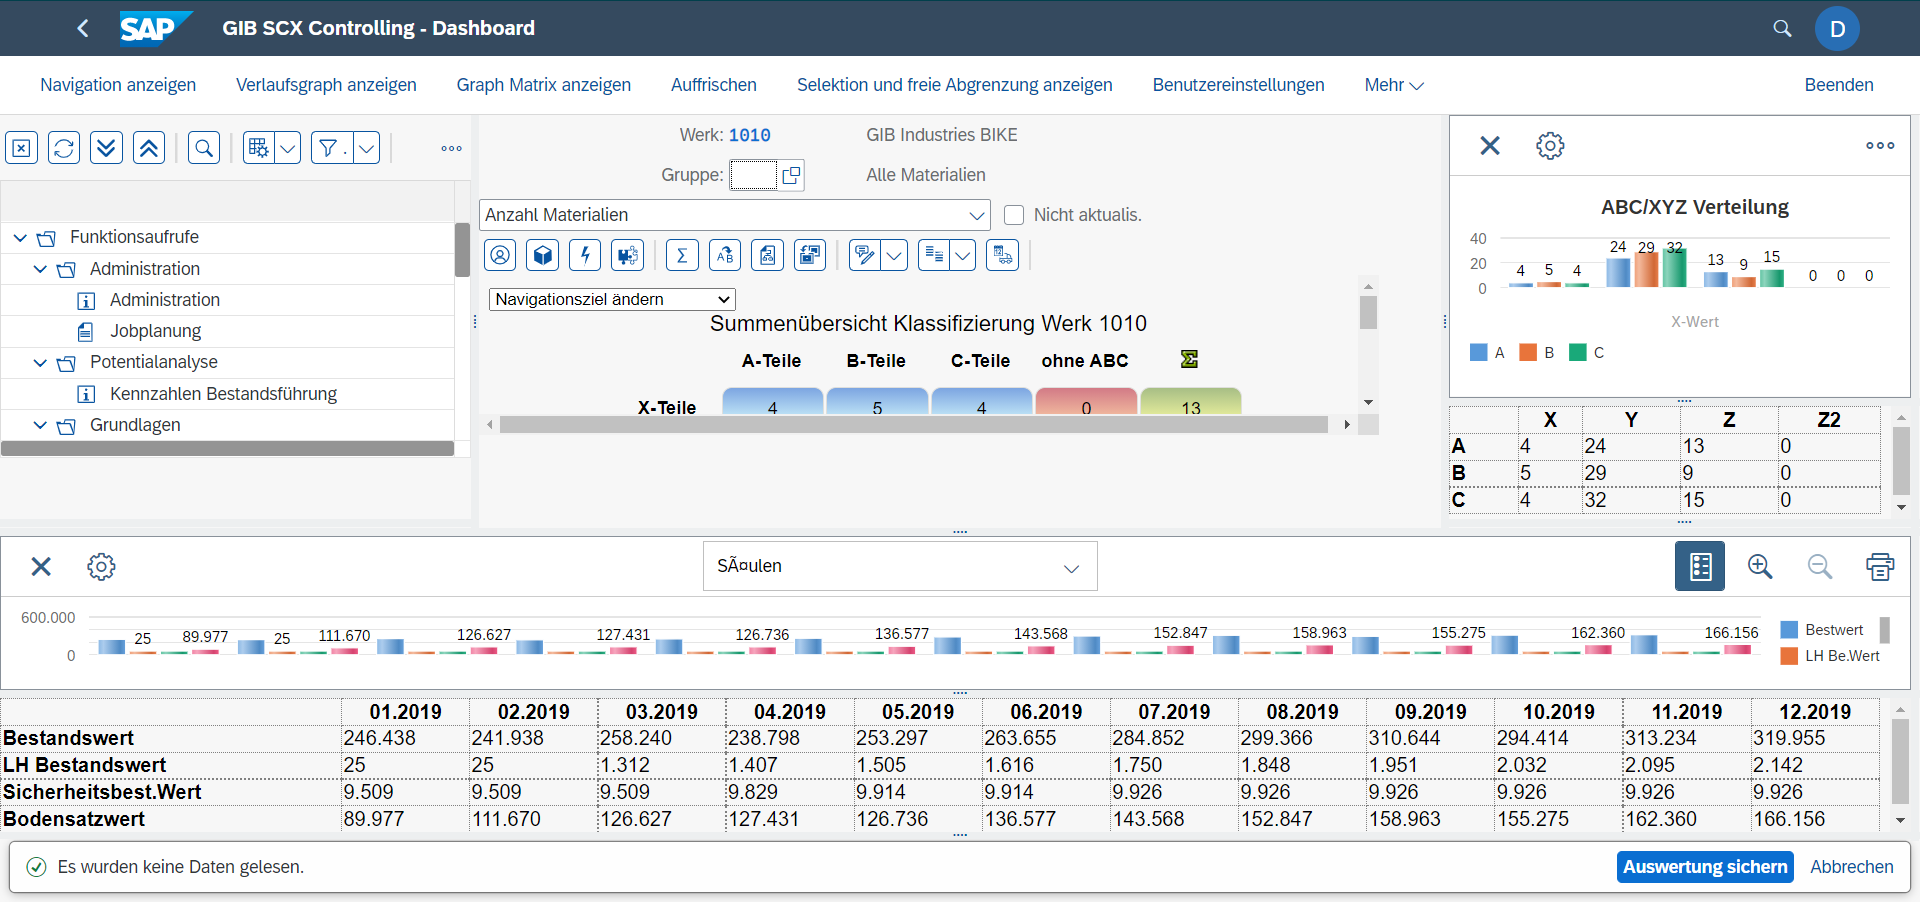 SAP GIB SCX Controlling - Dashboard D
Navigation anzeigen Verlaufsgraph anzeigen Graph Matrix anzeigen Auffrischen Selektion und freie Abgrenzung anzeigen Benutzereinstellungen Mehr Beenden
Funktionsaufrufe
Administration
Administration
Jobplanung
Potentialanalyse
Kennzahlen Bestandsführung
Grundlagen
Werk: 1010 GIB Industries BIKE
Gruppe: Alle Materialien
Anzahl Materialien Nicht aktualis.
Navigationsziel ändern
Summenübersicht Klassifizierung Werk 1010
A-Teile B-Teile C-Teile ohne ABC Σ
X-Teile 4 5 4 0 13
ABC/XYZ Verteilung
40
20
0
4 5 4 24 29 32 13 9 15 0 0 0
X-Wert
A B C
X Y Z Z2
A 4 24 13 0
B 5 29 9 0
C 4 32 15 0
SÃ¤ulen
600.000
0
25 89.977 25 111.670 126.627 127.431 126.736 136.577 143.568 152.847 158.963 155.275 162.360 166.156
Bestwert
LH Be.Wert
01.2019 02.2019 03.2019 04.2019 05.2019 06.2019 07.2019 08.2019 09.2019 10.2019 11.2019 12.2019
Bestandswert 246.438 241.938 258.240 238.798 253.297 263.655 284.852 299.366 310.644 294.414 313.234 319.955
LH Bestandswert 25 25 1.312 1.407 1.505 1.616 1.750 1.848 1.951 2.032 2.095 2.142
Sicherheitsbest.Wert 9.509 9.509 9.509 9.829 9.914 9.914 9.926 9.926 9.926 9.926 9.926 9.926
Bodensatzwert 89.977 111.670 126.627 127.431 126.736 136.577 143.568 152.847 158.963 155.275 162.360 166.156
Es wurden keine Daten gelesen. Auswertung sichern Abbrechen